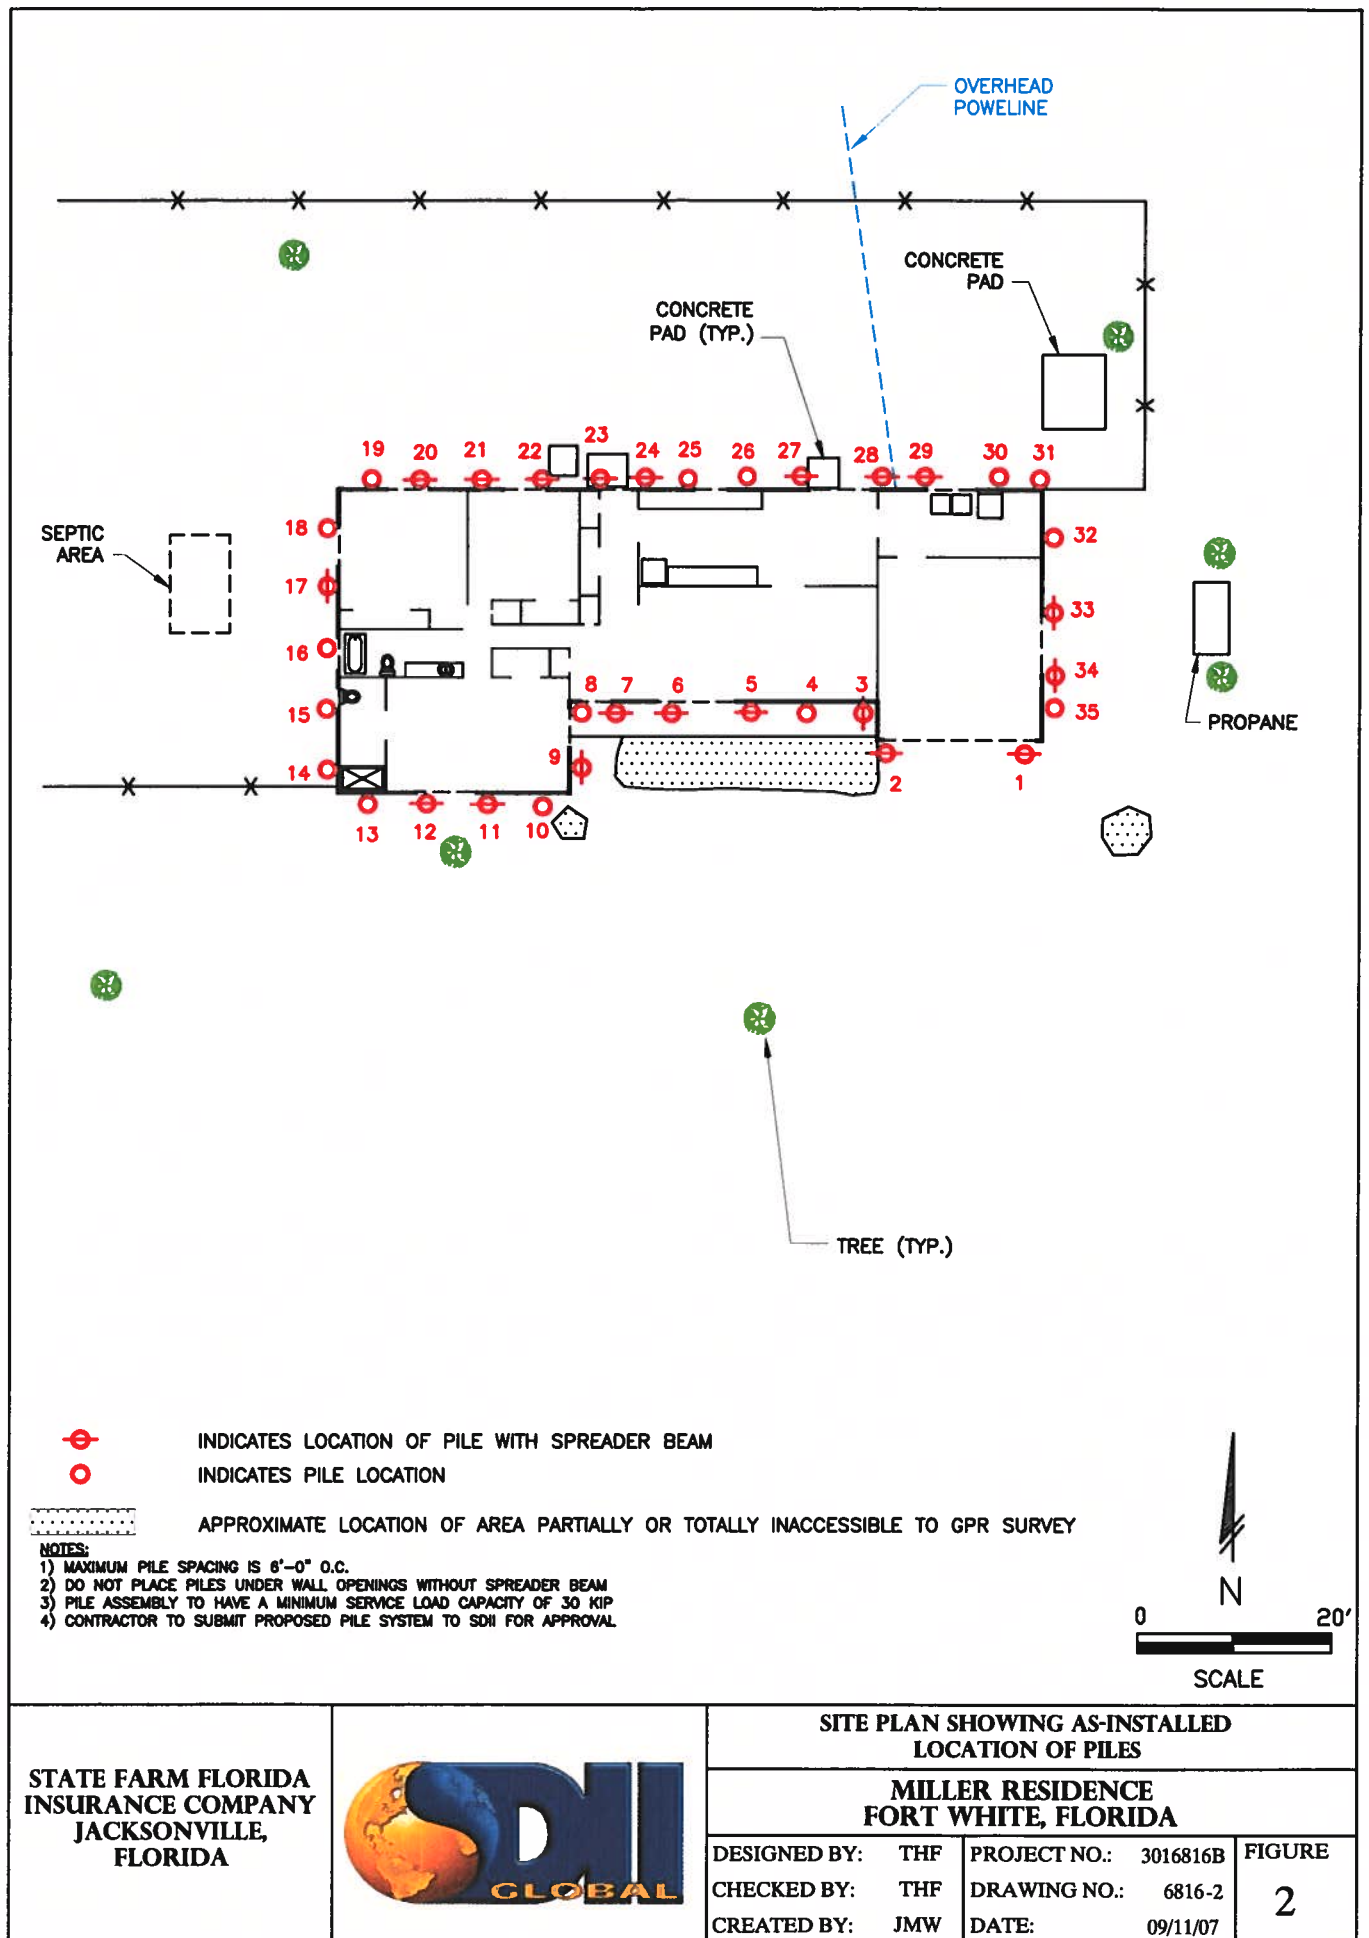 OVERHEAD
POWELINE
CONCRETE
PAD
CONCRETE
PAD (TYP.)
19 20 21 22 23 24 25 26 27 28 29 30 31
SEPTIC
AREA
18
32
17
33
16
34
8 7 6 5 4 3
15
35
PROPANE
9
14
2
1
13 12 11 10
TREE (TYP.)
INDICATES LOCATION OF PILE WITH SPREADER BEAM
INDICATES PILE LOCATION
APPROXIMATE LOCATION OF AREA PARTIALLY OR TOTALLY INACCESSIBLE TO GPR SURVEY
NOTES:
1) MAXIMUM PILE SPACING IS 6'-0" O.C.
2) DO NOT PLACE PILES UNDER WALL OPENINGS WITHOUT SPREADER BEAM
3) PILE ASSEMBLY TO HAVE A MINIMUM SERVICE LOAD CAPACITY OF 30 KIP
4) CONTRACTOR TO SUBMIT PROPOSED PILE SYSTEM TO SDII FOR APPROVAL
N
0 20'
SCALE
STATE FARM FLORIDA
INSURANCE COMPANY
JACKSONVILLE,
FLORIDA
SDII
GLOBAL
SITE PLAN SHOWING AS-INSTALLED
LOCATION OF PILES
MILLER RESIDENCE
FORT WHITE, FLORIDA
DESIGNED BY: THF
CHECKED BY: THF
CREATED BY: JMW
PROJECT NO.: 3016816B
DRAWING NO.: 6816-2
DATE: 09/11/07
FIGURE
2